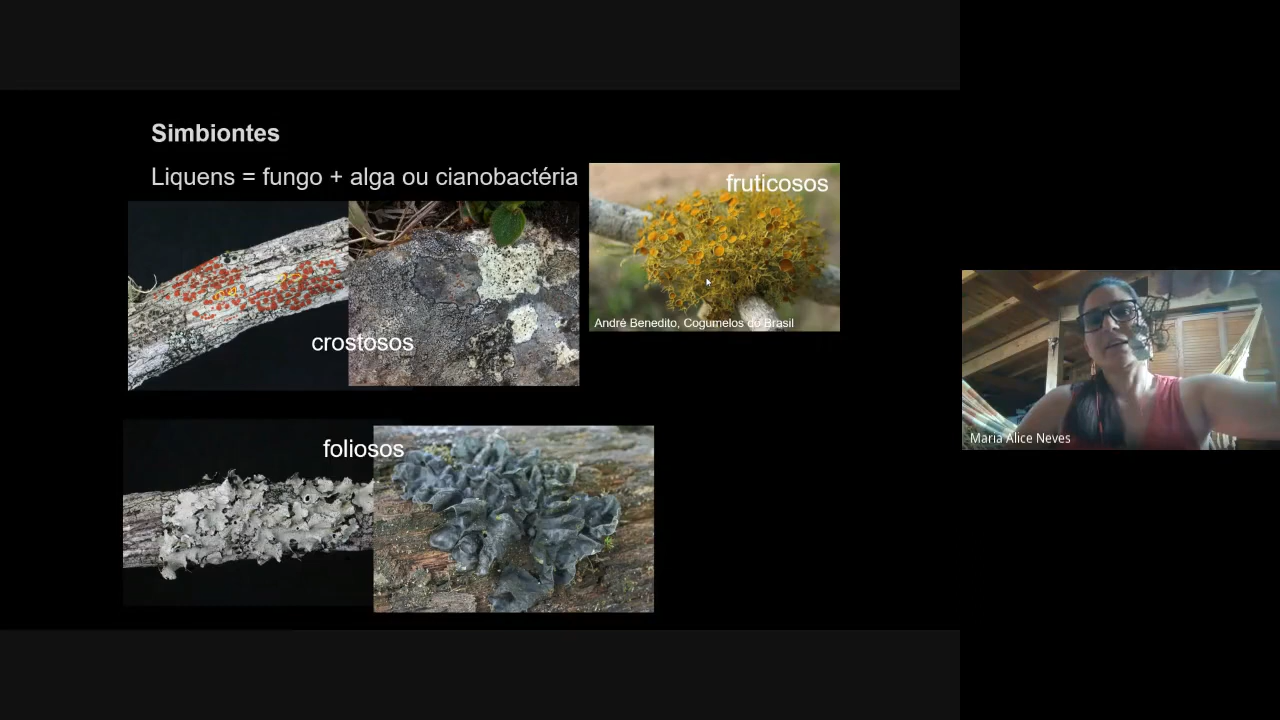 Simbiontes
Liquens = fungo + alga ou cianobactéria
fruticosos
André Benedito, Cogumelos do Brasil
crostosos
foliosos
Maria Alice Neves